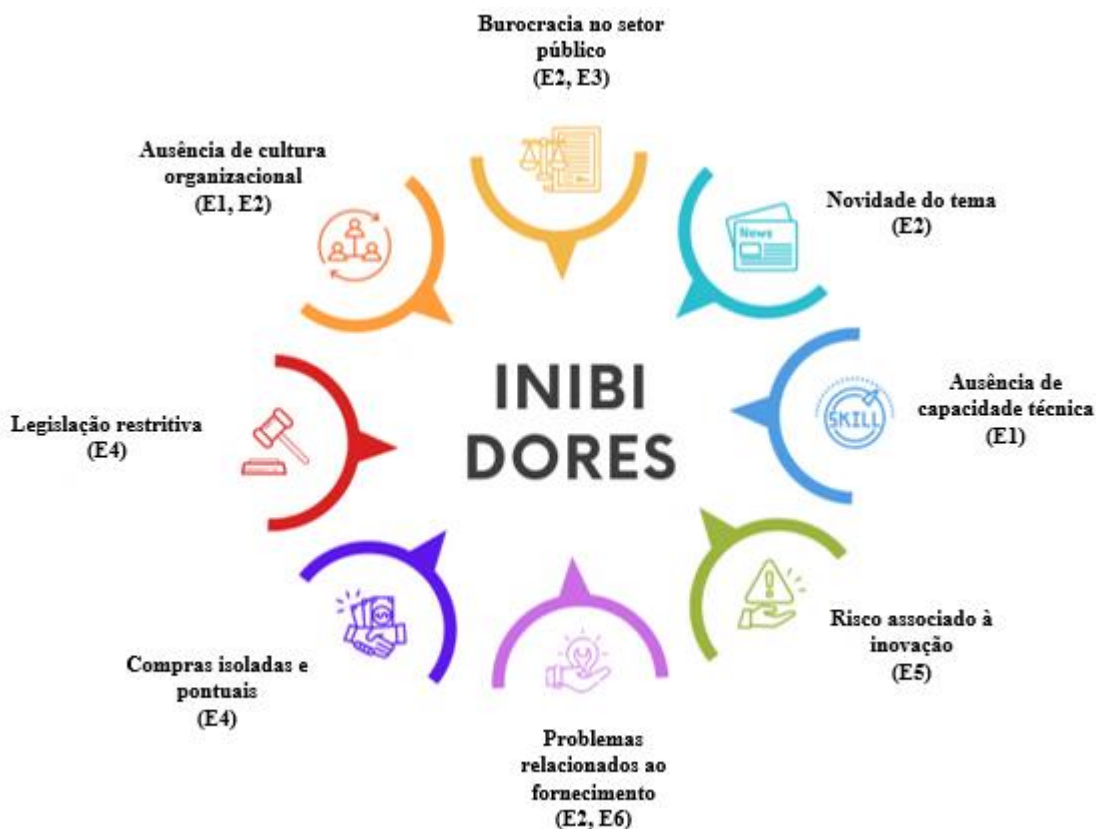 Burocracia no setor
público
(E2, E3)
Ausência de cultura
organizacional
(E1, E2)
News
Novidade do tema
(E2)
INIBI
DORES
Ausência de
capacidade técnica
(E1)
SKILL
Legislação restritiva
(E4)
Risco associado à
inovação
(E5)
Compras isoladas e
pontuais
(E4)
Problemas
relacionados ao
fornecimento
(E2, E6)